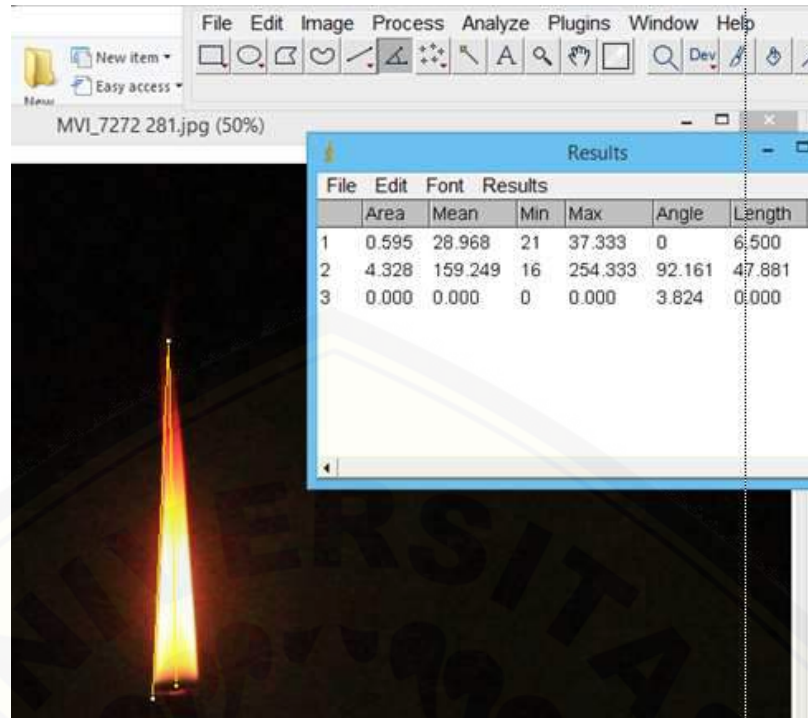 File Edit Image Process Analyze Plugins Window Help
New item
Easy access
New
A
Dev
MVI_7272 281.jpg (50%)
Results
File Edit Font Results
Area Mean Min Max Angle Length
1 0.595 28.968 21 37.333 0 6.500
2 4.328 159.249 16 254.333 92.161 47.881
3 0.000 0.000 0 0.000 3.824 0.000